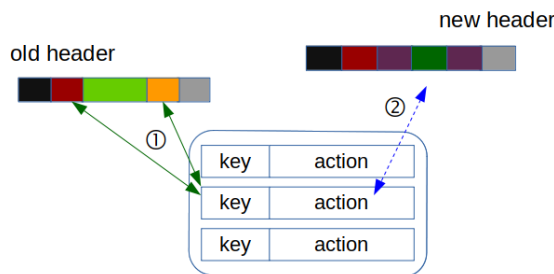 new header
old header
①
②
key action
key action
key action